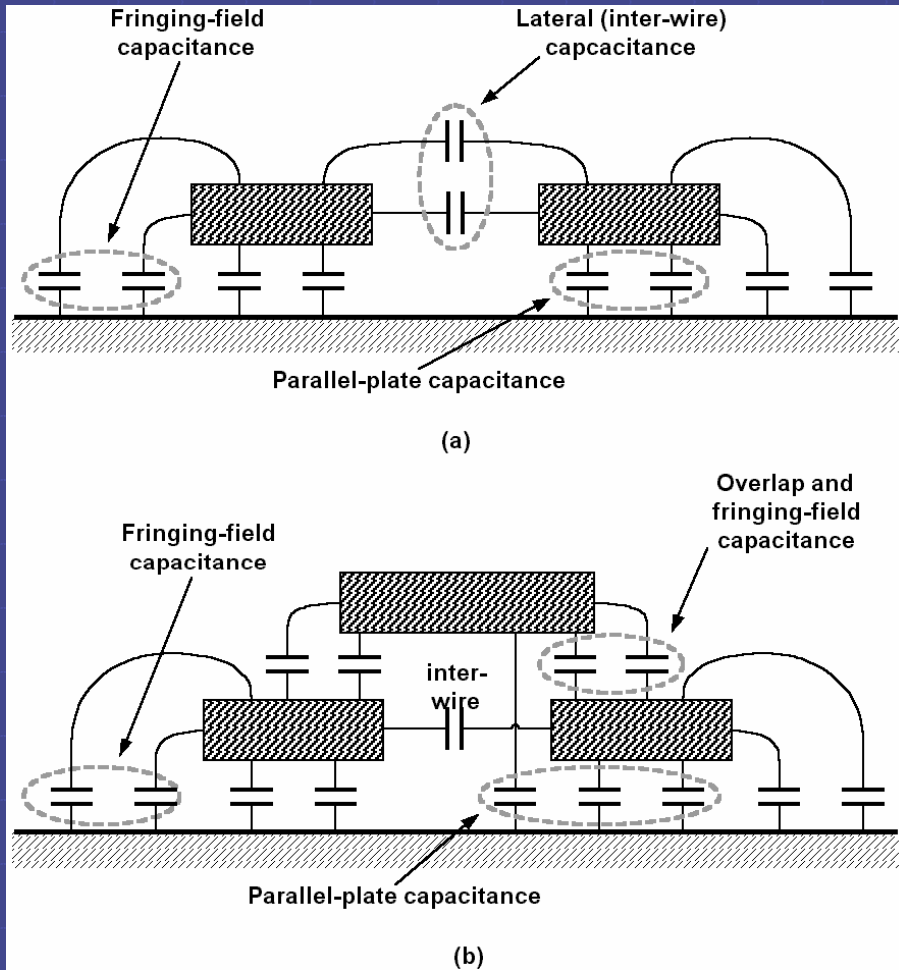 Fringing-field
capacitance
Lateral (inter-wire)
capcacitance
Parallel-plate capacitance
(a)
Overlap and
fringing-field
capacitance
Fringing-field
capacitance
inter-
wire
Parallel-plate capacitance
(b)